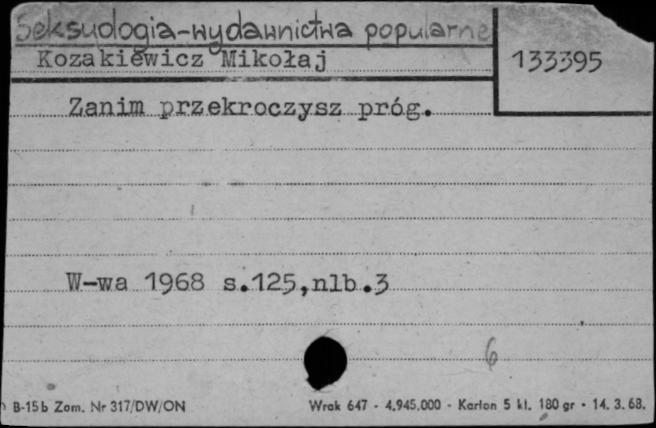 Seksuologia-wydawnictwa popularne
Kozakiewicz Mikołaj
133395
Zanim przekroczysz próg.
W-wa 1968 s.125,nlb.3
6
B-15b Zam. Nr 317/DW/ON Wrak 647 - 4.945.000 - Karton 5 kl. 180 gr - 14. 3. 68.